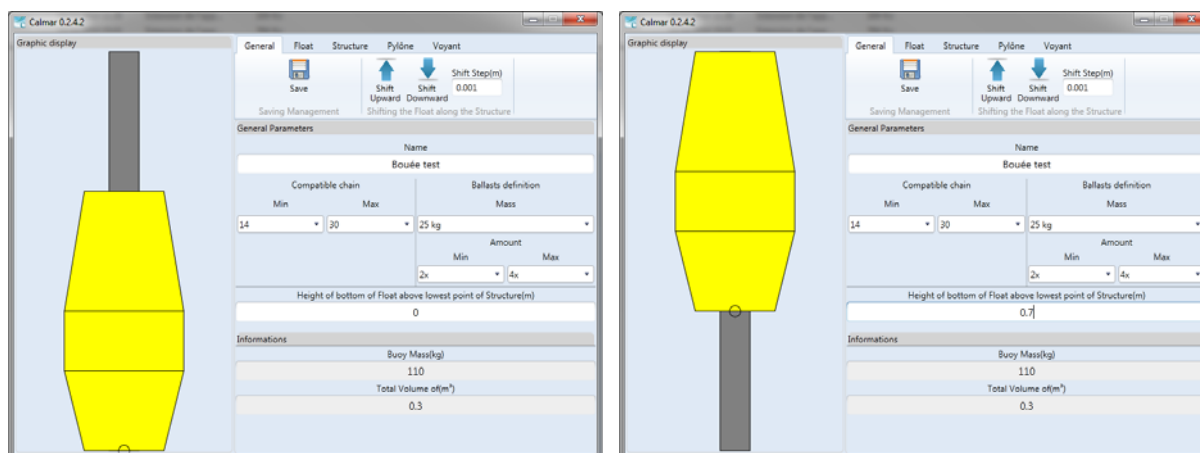 Calmar 0.2.4.2
Graphic display
General Float Structure Pylône Voyant
Save
Shift Upward
Shift Downward
Shift Step(m)
0.001
Saving Management
Shifting the Float along the Structure
General Parameters
Name
Bouée test
Compatible chain
Ballasts definition
Min Max
Mass
14 30 25 kg
Amount
Min Max
2x 4x
Height of bottom of Float above lowest point of Structure(m)
0
Informations
Buoy Mass(kg)
110
Total Volume of(m³)
0.3
Calmar 0.2.4.2
Graphic display
General Float Structure Pylône Voyant
Save
Shift Upward
Shift Downward
Shift Step(m)
0.001
Saving Management
Shifting the Float along the Structure
General Parameters
Name
Bouée test
Compatible chain
Ballasts definition
Min Max
Mass
14 30 25 kg
Amount
Min Max
2x 4x
Height of bottom of Float above lowest point of Structure(m)
0.7
Informations
Buoy Mass(kg)
110
Total Volume of(m³)
0.3